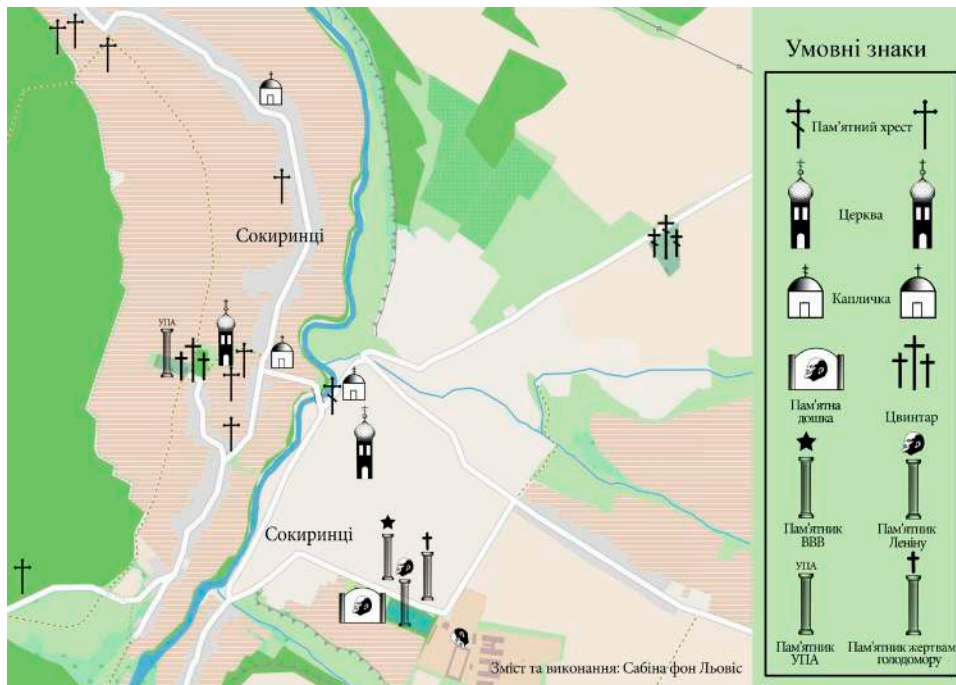 Умовні знаки
Пам'ятний хрест
Церква
Сокиринці
Капличка
УПА
Пам'ятна
дошка
Цвинтар
Сокиринці
Пам'ятник
ВВВ
Пам'ятник
Леніну
УПА
Пам'ятник
УПА
Пам'ятник жертвам
голодомору
Зміст та виконання: Сабіна фон Льовіс